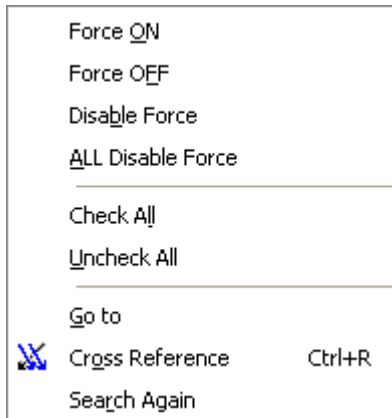 Force ON
Force OFF
Disable Force
ALL Disable Force
Check All
Uncheck All
Go to
Cross Reference Ctrl+R
Search Again